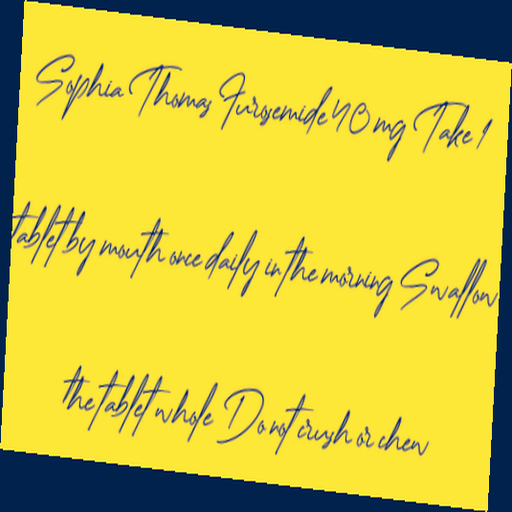 Sophia Thomas Furosemide 40 mg Take 1
tablet by mouth once daily in the morning Swallow
the tablet whole Do not crush or chew